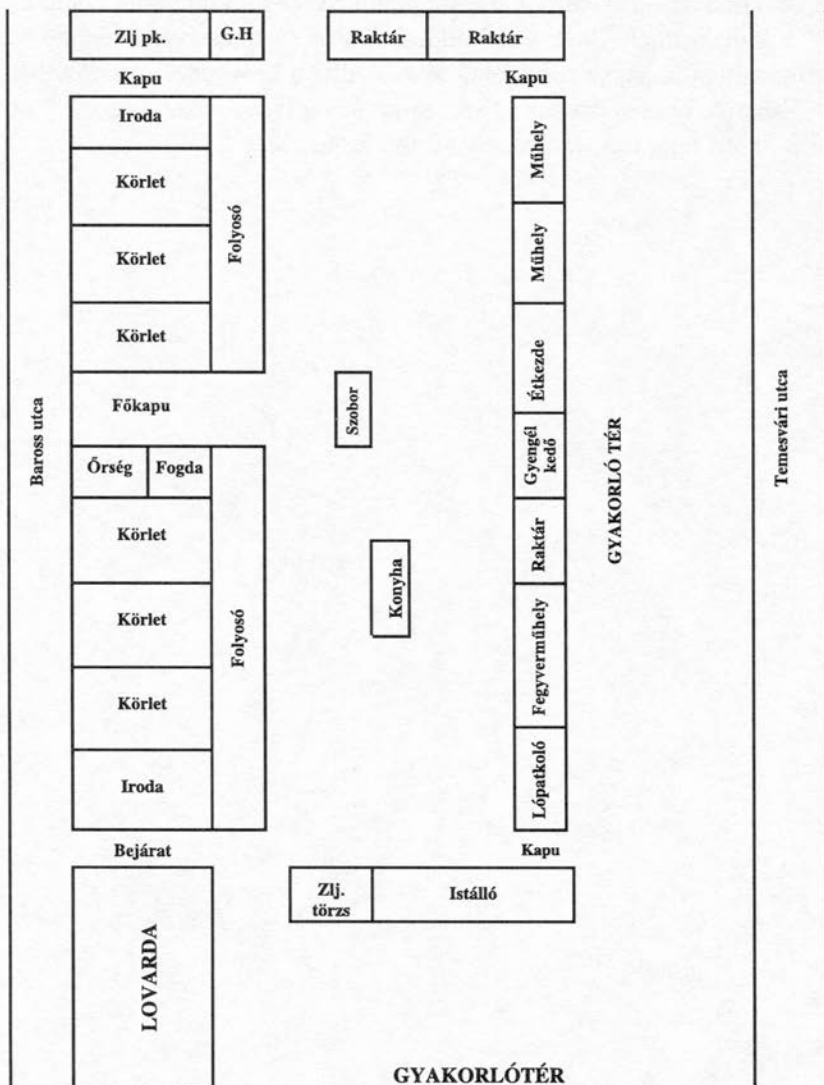 Zlj pk.
G.H
Raktár
Raktár
Kapu
Kapu
Iroda
Körlet
Körlet
Körlet
Folyosó
Műhely
Műhely
Étkezde
Baross utca
Főkapu
Szobor
Gyengél
kedő
GYAKORLÓ TÉR
Temesvári utca
Őrség
Fogda
Körlet
Körlet
Körlet
Iroda
Folyosó
Konyha
Raktár
Fegyverműhely
Lópatkoló
Bejárat
Kapu
LOVARDA
Zlj.
törzs
Istálló
GYAKORLÓTÉR